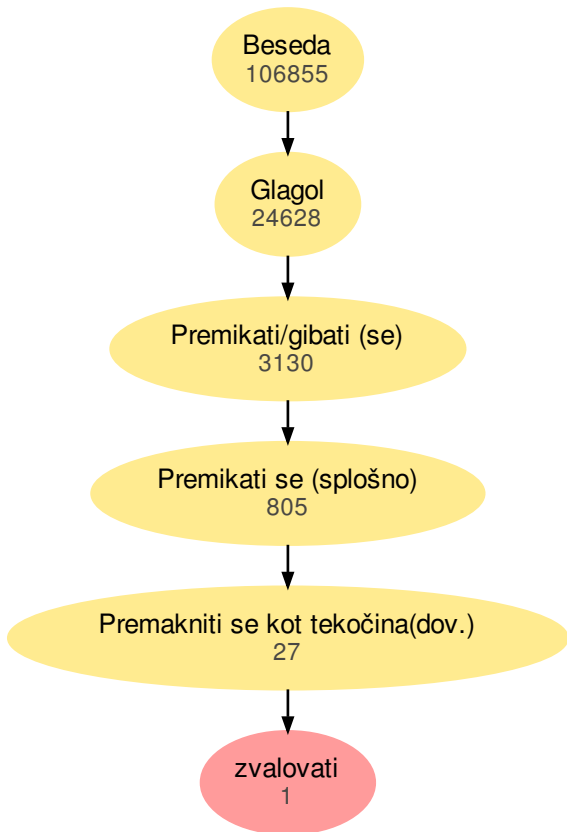 Beseda
106855
Glagol
24628
Premikati/gibati (se)
3130
Premikati se (splošno)
805
Premakniti se kot tekočina(dov.)
27
zvalovati
1